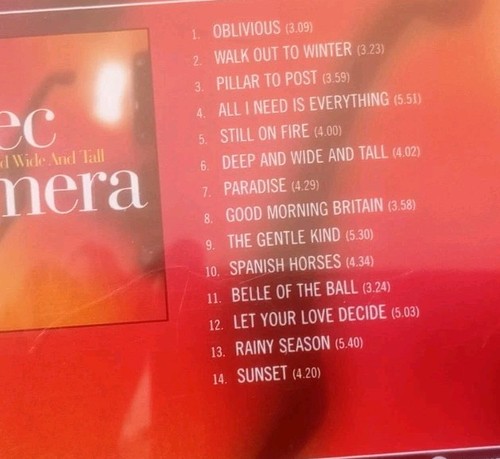 ec
d Wide And Tall
mera
1. OBLIVIOUS (3.09)
2. WALK OUT TO WINTER (3.23)
3. PILLAR TO POST (3.59)
4. ALL I NEED IS EVERYTHING (5.51)
5. STILL ON FIRE (4.00)
6. DEEP AND WIDE AND TALL (4.02)
7. PARADISE (4.29)
8. GOOD MORNING BRITAIN (3.58)
9. THE GENTLE KIND (5.30)
10. SPANISH HORSES (4.34)
11. BELLE OF THE BALL (3.24)
12. LET YOUR LOVE DECIDE (5.03)
13. RAINY SEASON (5.40)
14. SUNSET (4.20)